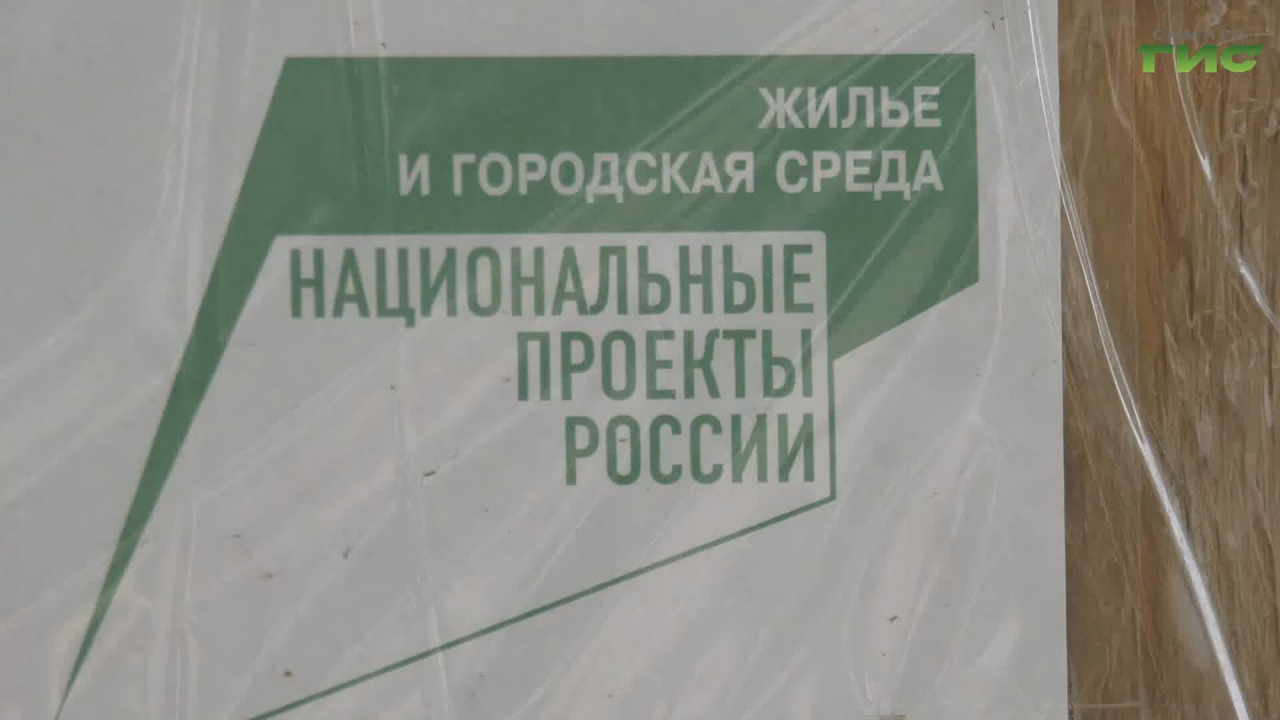 ЖИЛЬЕ
И ГОРОДСКАЯ СРЕДА
НАЦИОНАЛЬНЫЕ
ПРОЕКТЫ
РОССИИ
ГИС